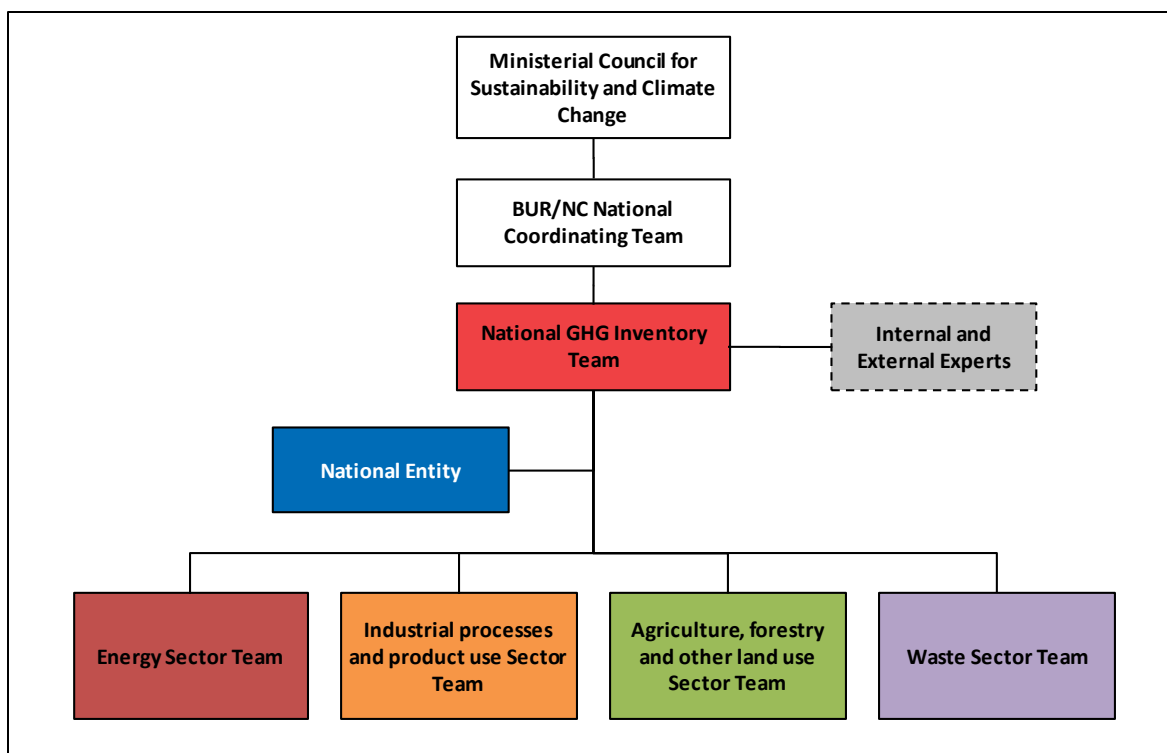 Ministerial Council for
Sustainability and Climate
Change
BUR/NC National
Coordinating Team
National GHG Inventory
Team
Internal and
External Experts
National Entity
Energy Sector Team
Industrial processes
and product use Sector
Team
Agriculture, forestry
and other land use
Sector Team
Waste Sector Team